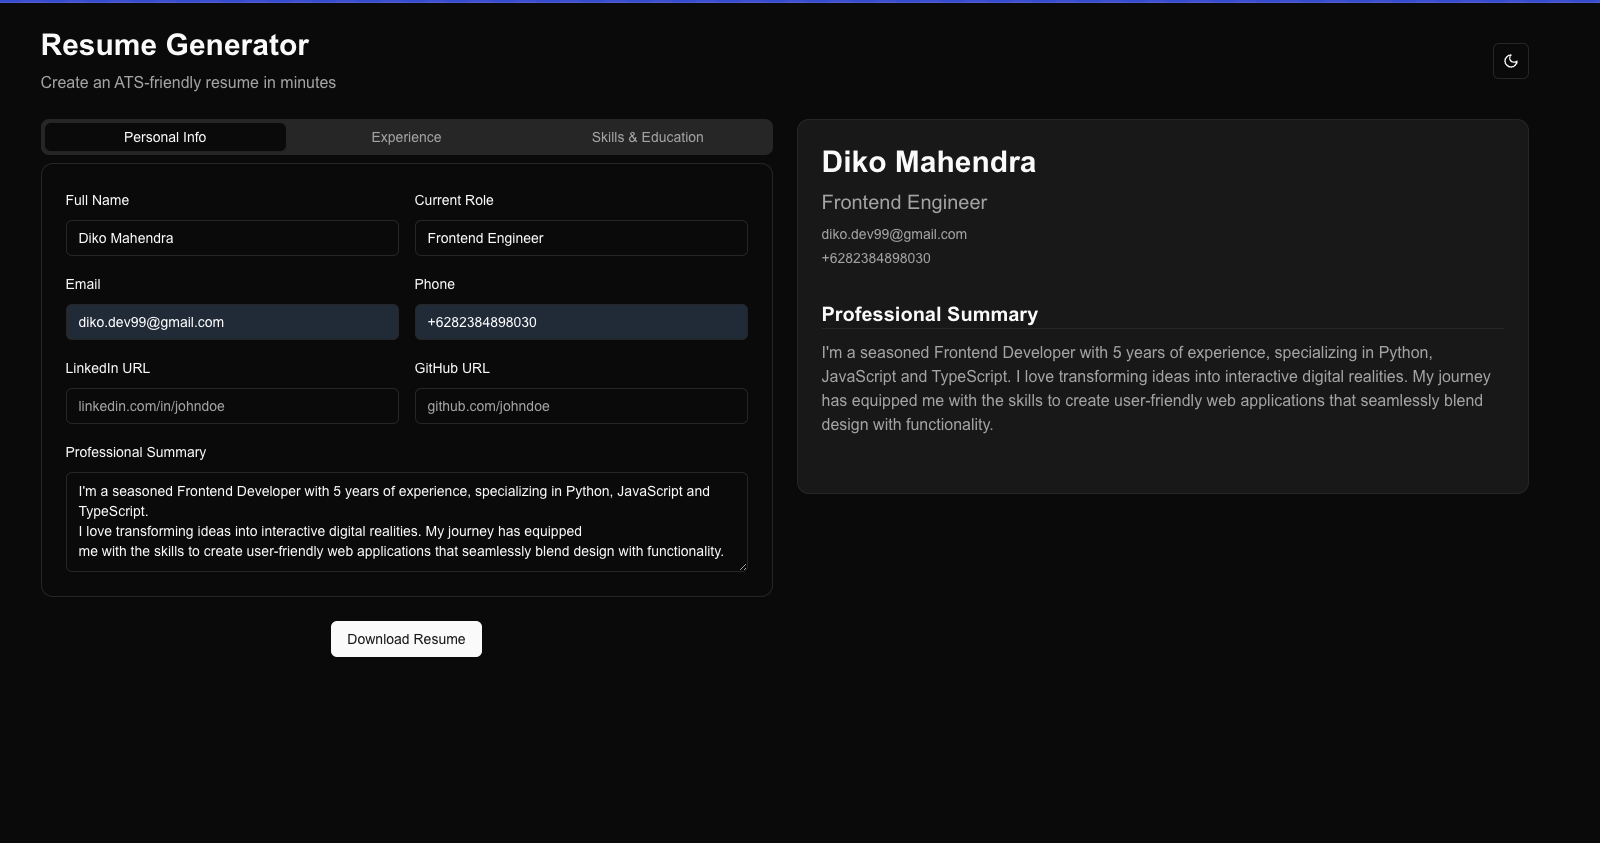 Resume Generator
Create an ATS-friendly resume in minutes
Personal Info
Experience
Skills & Education
Full Name
Current Role
Diko Mahendra
Frontend Engineer
Email
Phone
diko.dev99@gmail.com
+6282384898030
LinkedIn URL
GitHub URL
linkedin.com/in/johndoe
github.com/johndoe
Professional Summary
I'm a seasoned Frontend Developer with 5 years of experience, specializing in Python, JavaScript and
TypeScript.
I love transforming ideas into interactive digital realities. My journey has equipped
me with the skills to create user-friendly web applications that seamlessly blend design with functionality.
Download Resume
Diko Mahendra
Frontend Engineer
diko.dev99@gmail.com
+6282384898030
Professional Summary
I'm a seasoned Frontend Developer with 5 years of experience, specializing in Python,
JavaScript and TypeScript. I love transforming ideas into interactive digital realities. My journey
has equipped me with the skills to create user-friendly web applications that seamlessly blend
design with functionality.